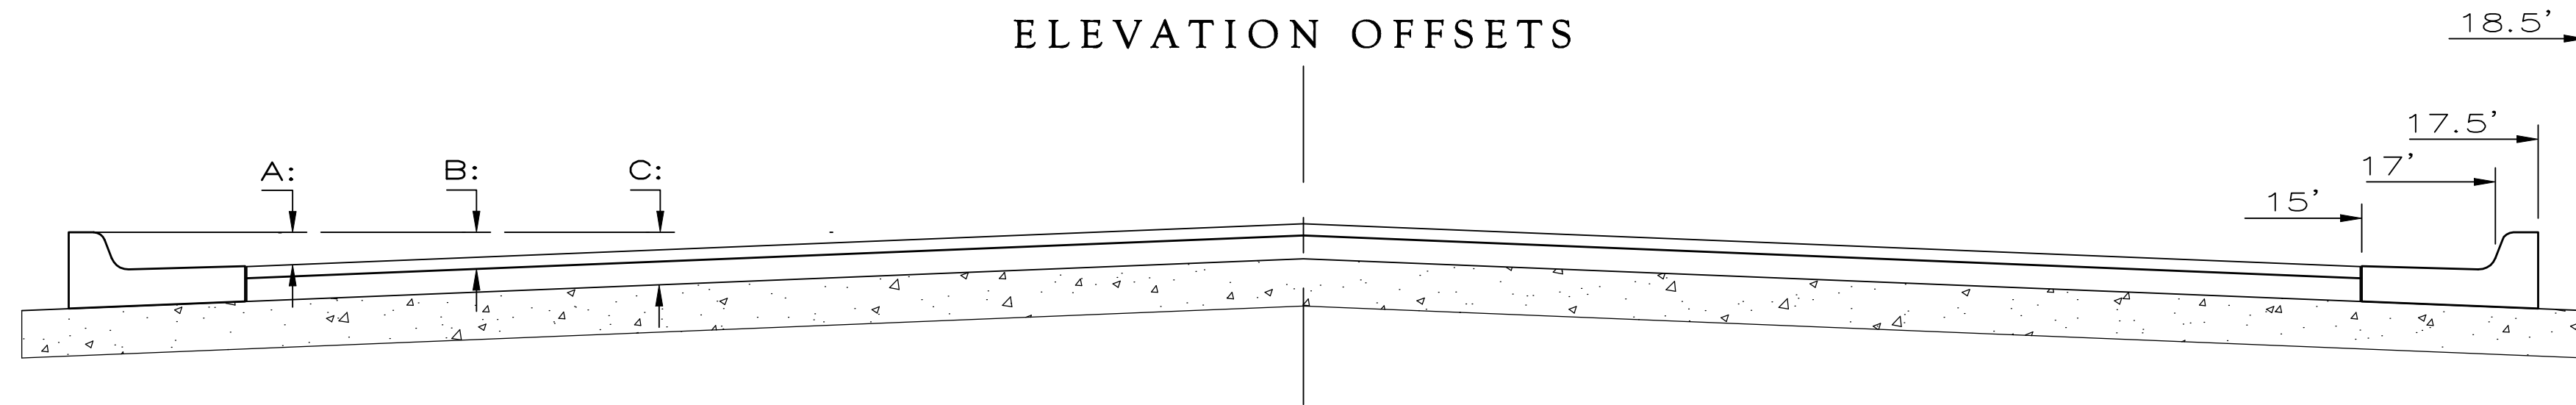 ELEVATION OFFSETS
18.5'
17.5'
17'
15'
A:
B:
C: